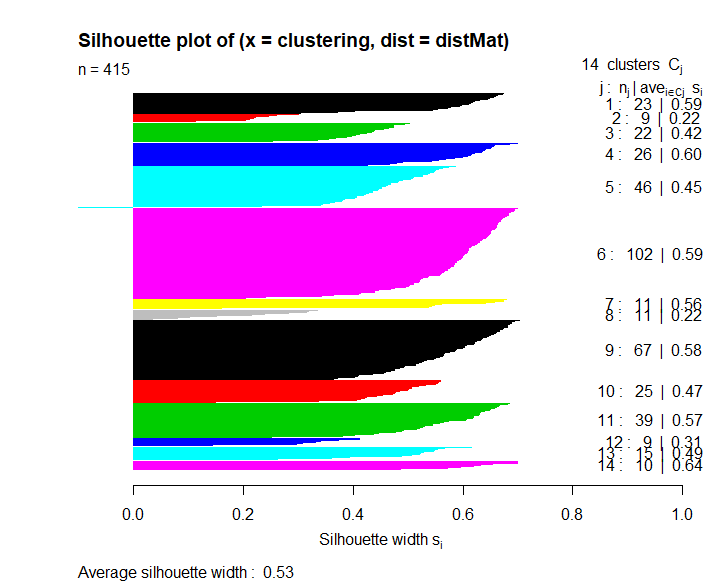 Silhouette plot of (x = clustering, dist = distMat)
n = 415
14 clusters Cj
j : nj | avei∈Cj si
1 : 23 | 0.59
2 : 9 | 0.22
3 : 22 | 0.42
4 : 26 | 0.60
5 : 46 | 0.45
6 : 102 | 0.59
7 : 11 | 0.56
8 : 11 | 0.22
9 : 67 | 0.58
10 : 25 | 0.47
11 : 39 | 0.57
12 : 9 | 0.31
13 : 15 | 0.49
14 : 10 | 0.64
0.0 0.2 0.4 0.6 0.8 1.0
Silhouette width si
Average silhouette width : 0.53